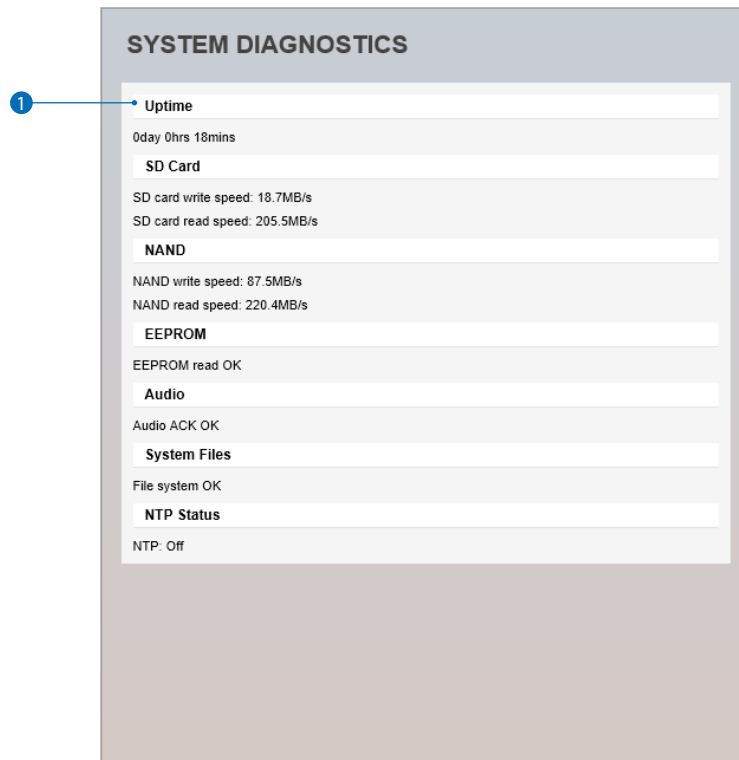 SYSTEM DIAGNOSTICS
1
Uptime
0day 0hrs 18mins
SD Card
SD card write speed: 18.7MB/s
SD card read speed: 205.5MB/s
NAND
NAND write speed: 87.5MB/s
NAND read speed: 220.4MB/s
EEPROM
EEPROM read OK
Audio
Audio ACK OK
System Files
File system OK
NTP Status
NTP: Off